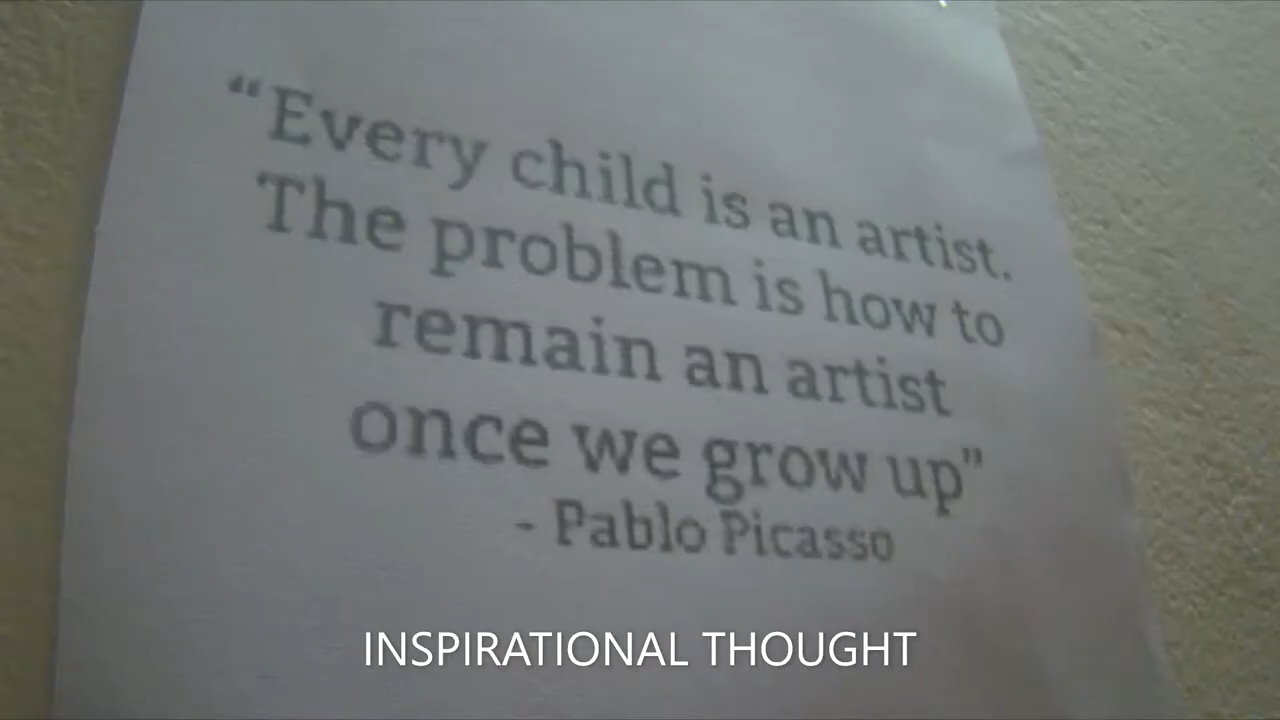 “Every child is an artist.
The problem is how to
remain an artist
once we grow up”
- Pablo Picasso
INSPIRATIONAL THOUGHT